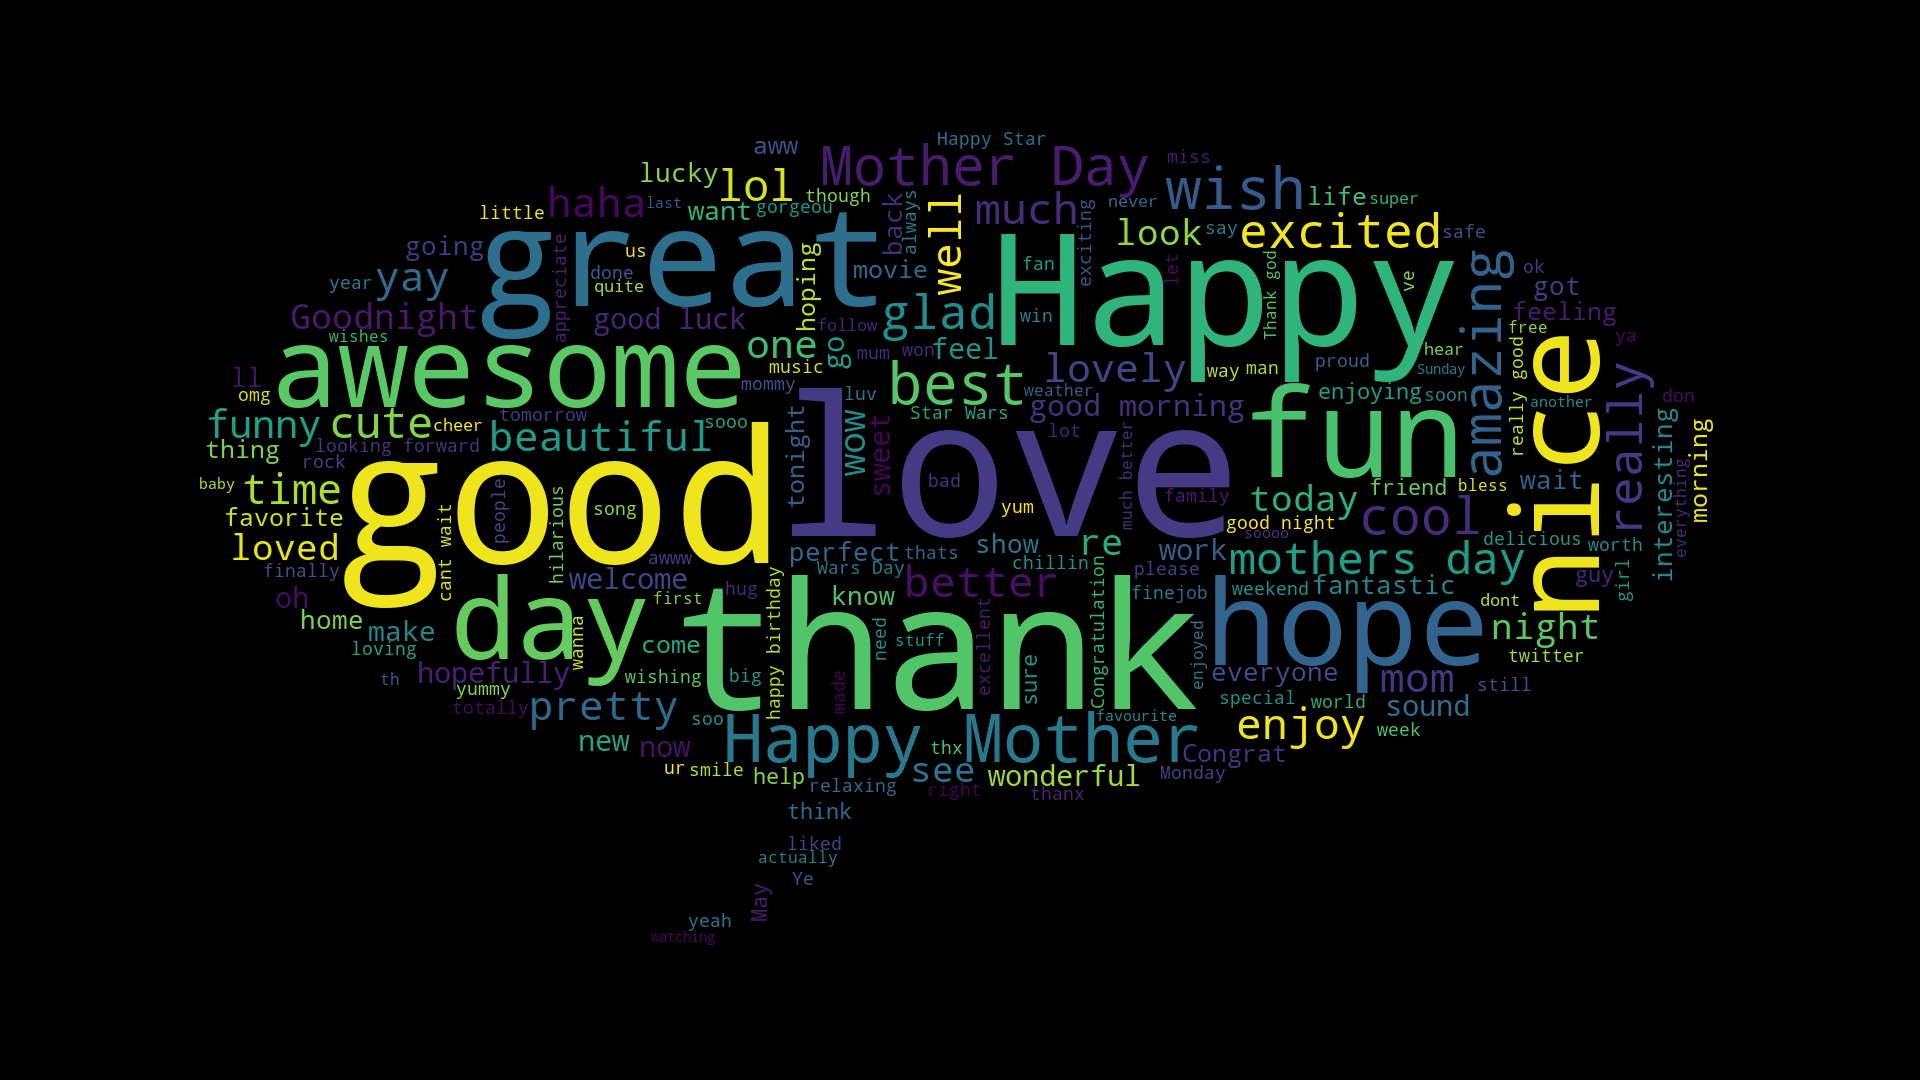 Happy Star
aww
Mother Day
miss
lucky
lol
wish
life
super
though
haha
last
want
gorgeou
back
always
well
much
exciting
never
little
great
look
say
excited
safe
going
appreciate
us
done
quite
hoping
movie
fan
Happy
let
Thank god
ve
amazing
ok
got
year
yay
Goodnight
good luck
follow
glad
win
feeling
free
wishes
awesome
one
go
mum
won
feel
lovely
way
man
proud
hear
Sunday
really good
nice
ya
ll
omg
music
mommy
luv
best
weather
enjoying
soon
another
really
don
funny
cute
cheer
tomorrow
sooo
tonight
wow
sweet
Star Wars
good morning
fun
interesting
morning
thing
looking forward
beautiful
love
lot
much better
rock
baby
time
good
people
hilarious
song
bad
yum
family
today
friend
bless
wait
everything
favorite
cant wait
good night
soooo
cool
delicious
loved
awww
perfect
thats
show
re
work
mothers day
worth
finally
welcome
Wars Day
chillin
please
guy
girl
oh
day
first
hug
happy birthday
thank
know
better
Congratulation
finejob
weekend
fantastic
dont
home
make
wanna
come
need
stuff
excellent
enjoyed
hope
night
loving
hopefully
wishing
big
made
sure
everyone
mom
twitter
th
yummy
still
totally
pretty
soo
favourite
special
world
sound
new
now
Happy Mother
thx
enjoy
week
Congrat
ur
smile
help
relaxing
see
right
wonderful
thanx
Monday
think
liked
actually
Ye
May
yeah
watching